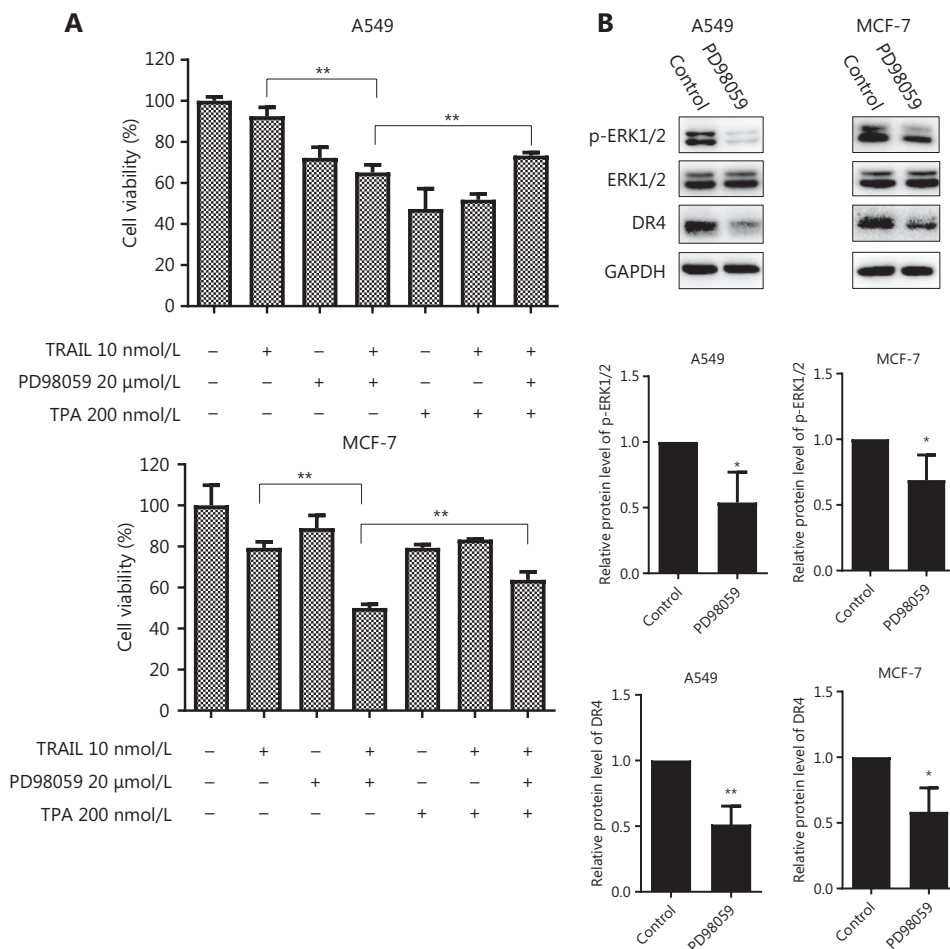 A
A549
120
100
80
60
40
20
0
Cell viability (%)
**
**
TRAIL 10 nmol/L – + – + – + +
PD98059 20 μmol/L – – + + – – +
TPA 200 nmol/L – – – – + + +
MCF-7
120
100
80
60
40
20
0
Cell viability (%)
**
**
TRAIL 10 nmol/L – + – + – + +
PD98059 20 μmol/L – – + + – – +
TPA 200 nmol/L – – – – + + +
B
A549
MCF-7
Control
PD98059
Control
PD98059
p-ERK1/2
ERK1/2
DR4
GAPDH
A549
Relative protein level of p-ERK1/2
1.5
1.0
0.5
0.0
*
Control
PD98059
MCF-7
Relative protein level of p-ERK1/2
1.5
1.0
0.5
0.0
*
Control
PD98059
A549
Relative protein level of DR4
1.5
1.0
0.5
0.0
**
Control
PD98059
MCF-7
Relative protein level of DR4
1.5
1.0
0.5
0.0
*
Control
PD98059